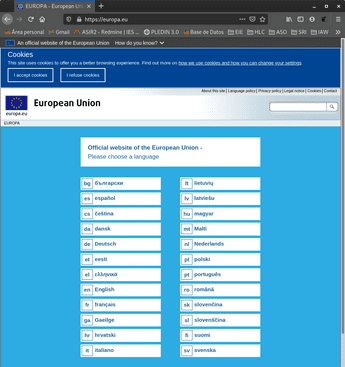 EUROPA - European Un
https://europa.eu
Área personal
Gmail
ASIR2 - Redmine | IES ...
PLEDIN 3.0
Base de Datos
EIE
HLC
ASO
SRI
IAW
An official website of the European Union
How do you know?
Cookies
This site uses cookies to offer you a better browsing experience. Find out more on how we use cookies and how you can change your settings.
I accept cookies
I refuse cookies
About this site | Language policy | Privacy policy | Legal notice | Cookies | Contact
European Union
europa.eu
EUROPA
Official website of the European Union -
Please choose a language
bg български
es español
cs čeština
da dansk
de Deutsch
et eesti
el ελληνικά
en English
fr français
ga Gaeilge
hr hrvatski
it italiano
lt lietuvių
lv latviešu
hu magyar
mt Malti
nl Nederlands
pl polski
pt português
ro română
sk slovenčina
sl slovenščina
fi suomi
sv svenska